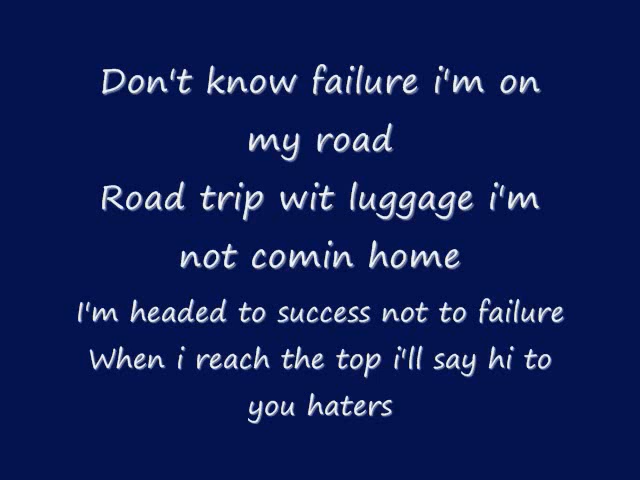 Don't know failure i'm on
my road
Road trip wit luggage i'm
not comin home
I'm headed to success not to failure
When i reach the top i'll say hi to
you haters